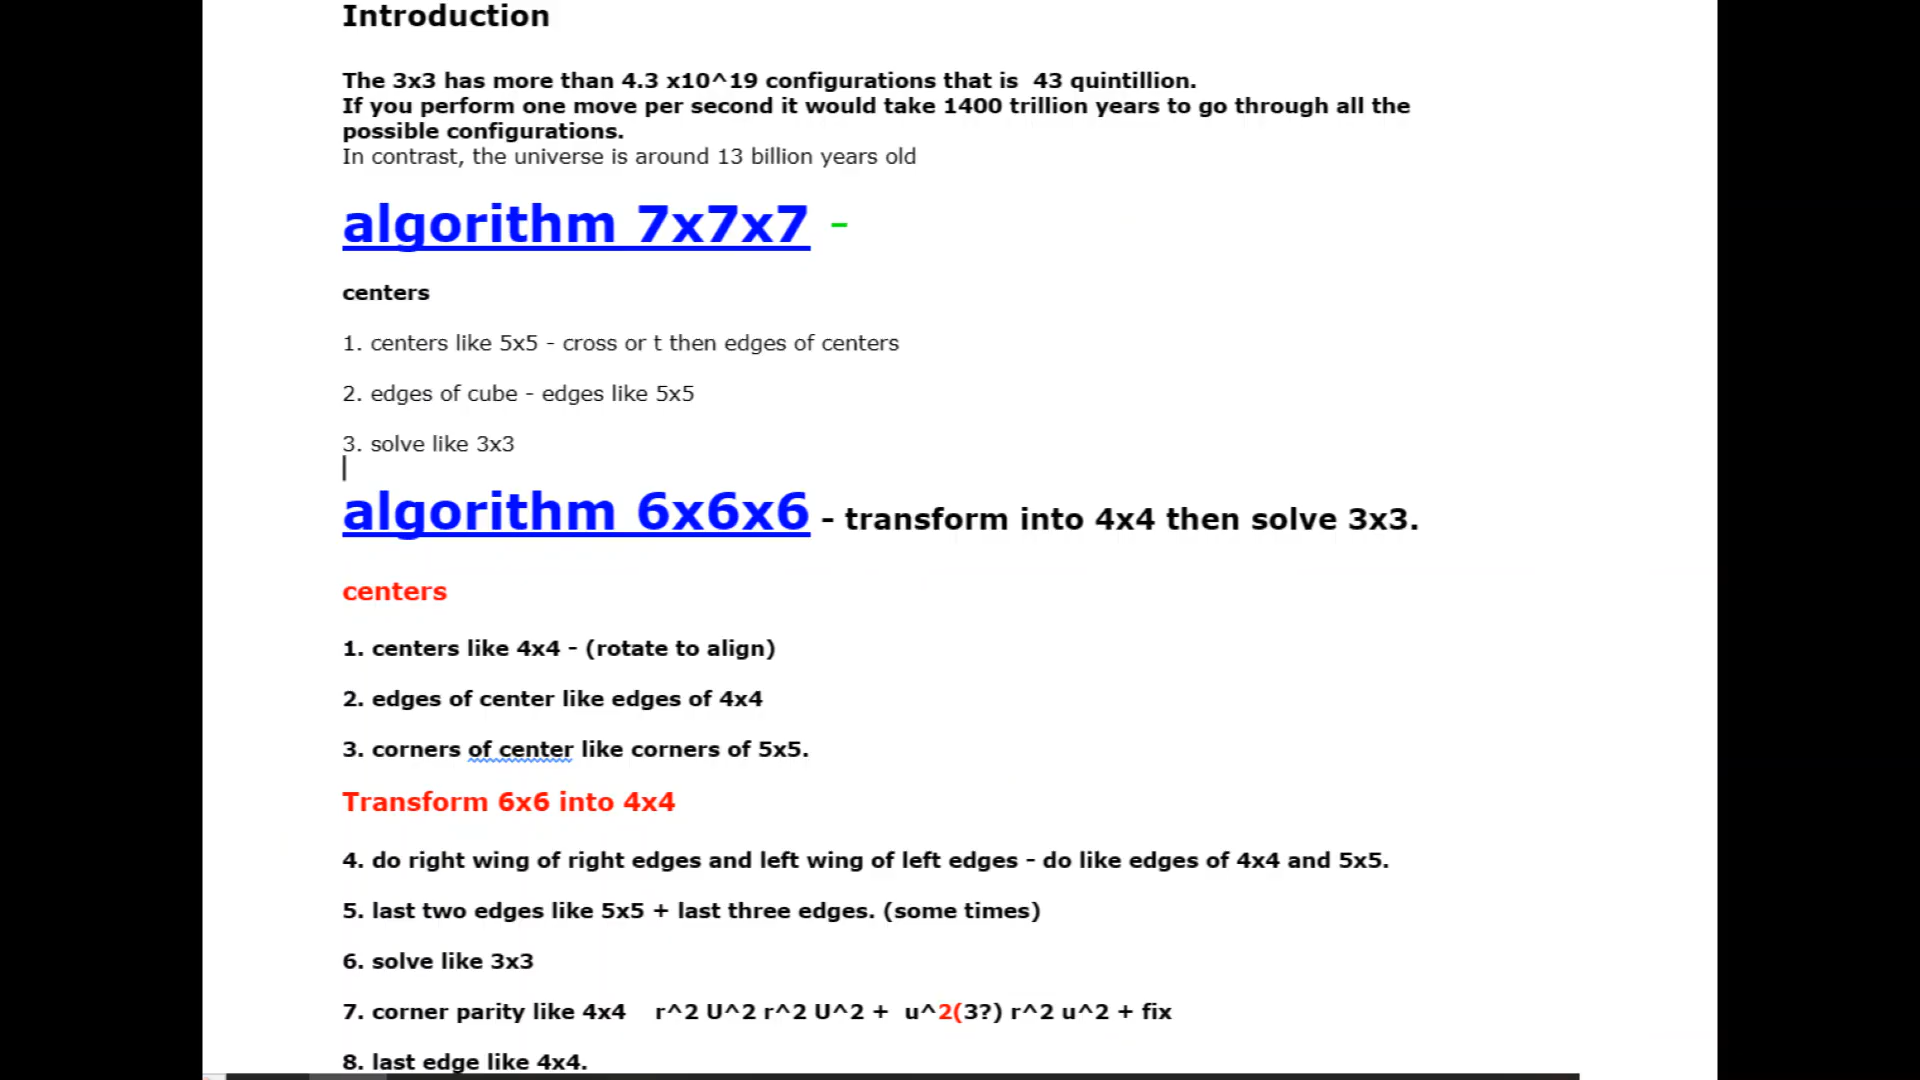 Introduction
The 3x3 has more than 4.3 x10^19 configurations that is  43 quintillion.
If you perform one move per second it would take 1400 trillion years to go through all the
possible configurations.
In contrast, the universe is around 13 billion years old
algorithm 7x7x7 -
centers
1. centers like 5x5 - cross or t then edges of centers
2. edges of cube - edges like 5x5
3. solve like 3x3
algorithm 6x6x6 - transform into 4x4 then solve 3x3.
centers
1. centers like 4x4 - (rotate to align)
2. edges of center like edges of 4x4
3. corners of center like corners of 5x5.
Transform 6x6 into 4x4
4. do right wing of right edges and left wing of left edges - do like edges of 4x4 and 5x5.
5. last two edges like 5x5 + last three edges. (some times)
6. solve like 3x3
7. corner parity like 4x4    r^2 U^2 r^2 U^2 +  u^2(3?) r^2 u^2 + fix
8. last edge like 4x4.